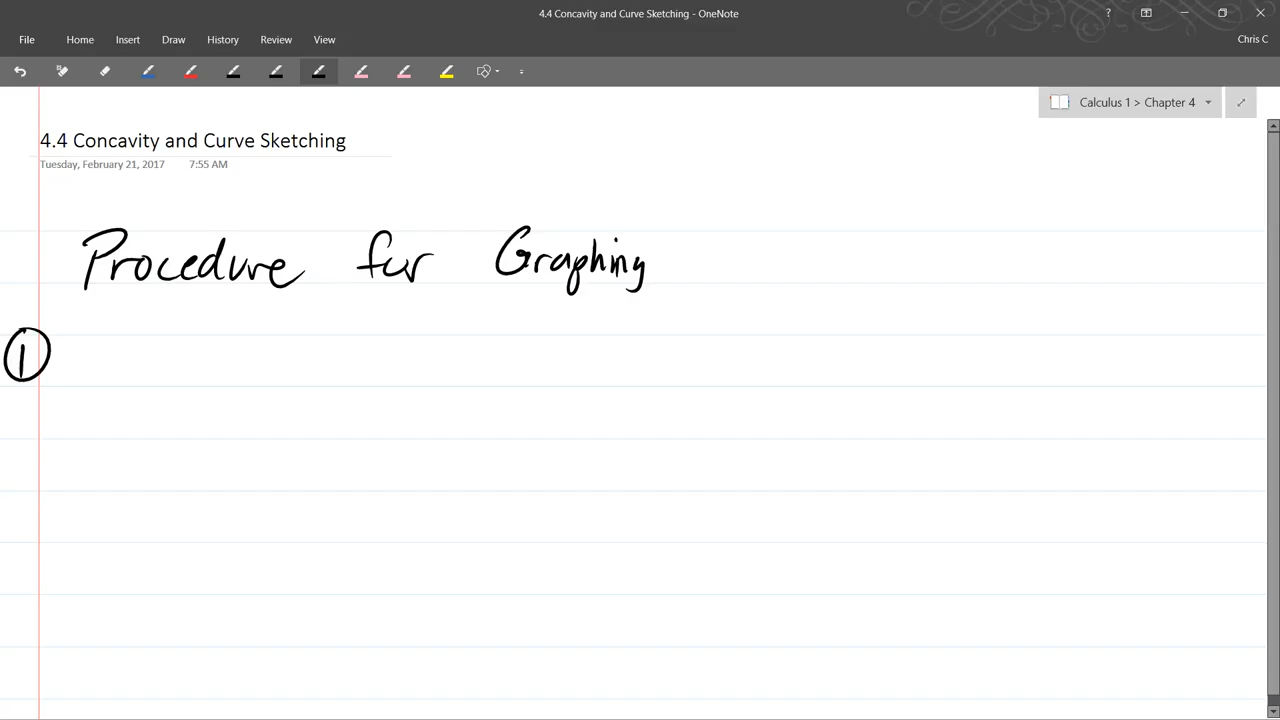 4.4 Concavity and Curve Sketching - OneNote
?
File Home Insert Draw History Review View
Chris C
Calculus 1 > Chapter 4
4.4 Concavity and Curve Sketching
Tuesday, February 21, 2017 7:55 AM
Procedure for Graphing
1